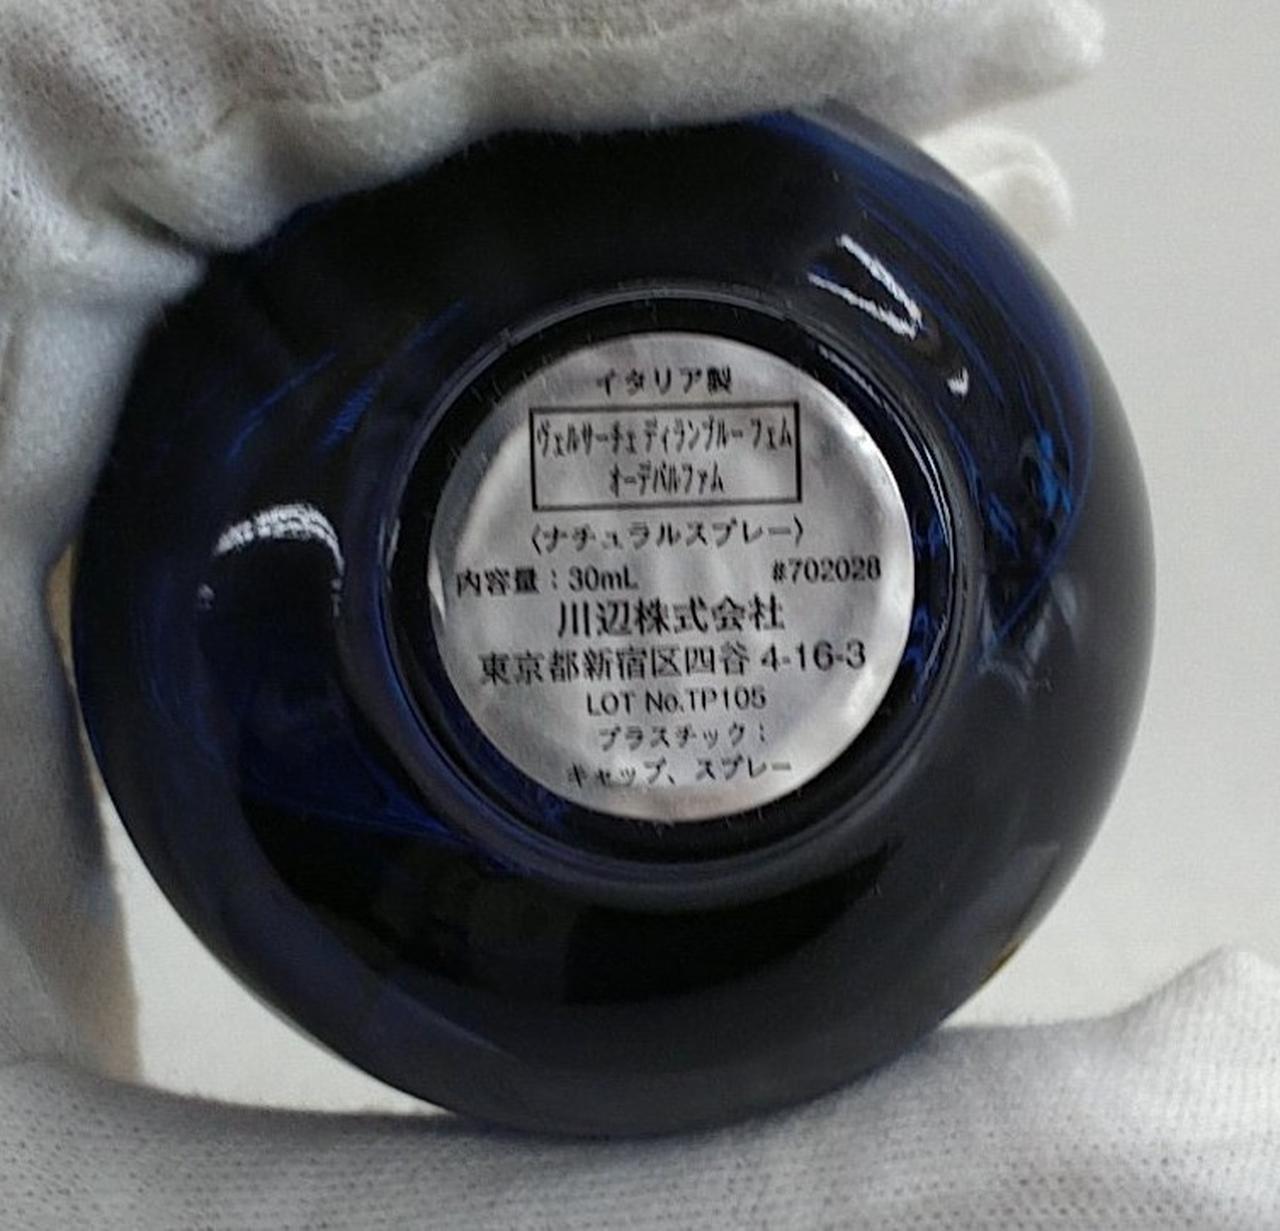 イタリア製
ヴェルサーチェ ディランブルー フェム
オーデパルファム
〈ナチュラルスプレー〉
内容量：30mL #702028
川辺株式会社
東京都新宿区四谷 4-16-3
LOT No.TP105
プラスチック：
キャップ、スプレー